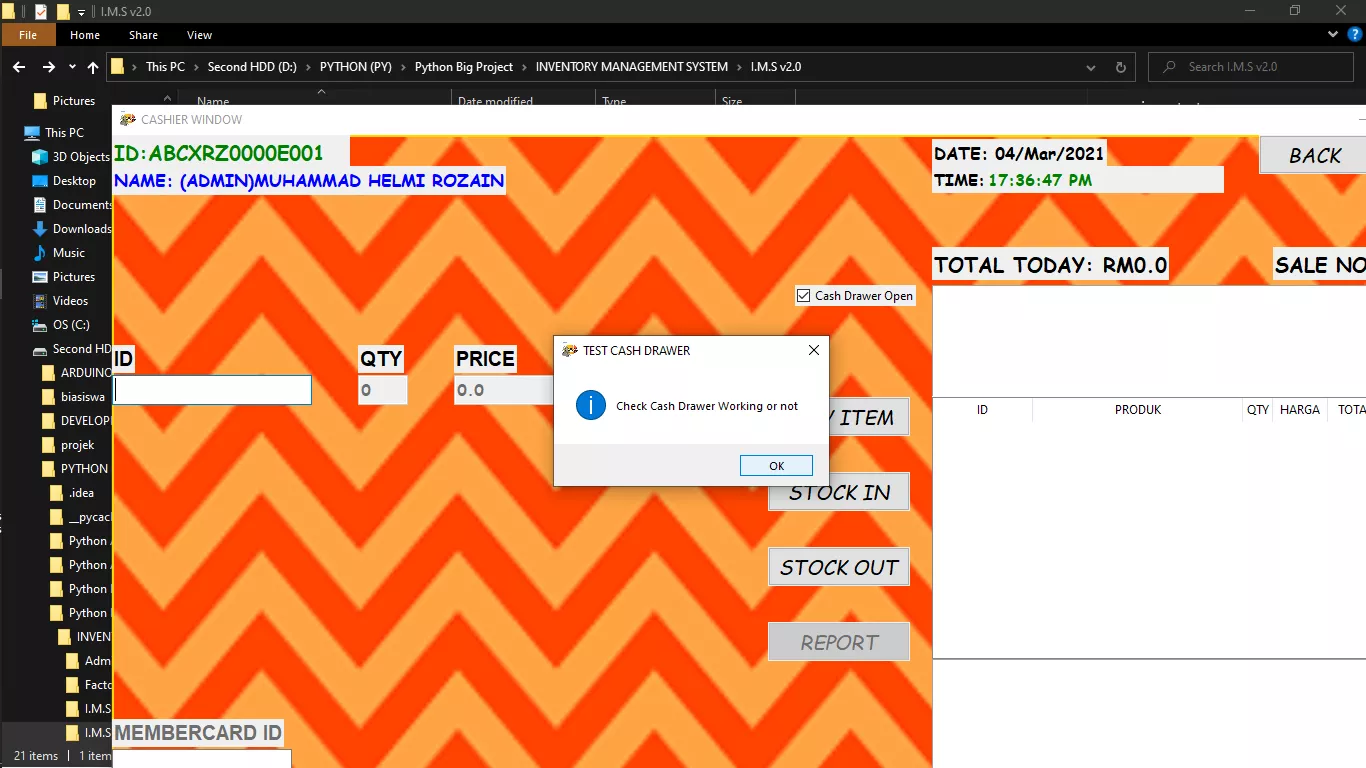 I.M.S v2.0
File Home Share View
This PC Second HDD (D:) PYTHON (PY) Python Big Project INVENTORY MANAGEMENT SYSTEM I.M.S v2.0
Search I.M.S v2.0
Pictures
This PC
3D Objects
Desktop
Documents
Downloads
Music
Pictures
Videos
OS (C:)
Second HD
ARDUINO
biasiswa
DEVELOP
projek
PYTHON
.idea
__pycac
Python
Python
Python
Python
INVEN
Adm
Facto
I.M.S
I.M.S
21 items 1 item
Name Date modified Type Size
CASHIER WINDOW
ID:ABCXRZ0000E001
NAME: (ADMIN)MUHAMMAD HELMI ROZAIN
DATE: 04/Mar/2021
TIME: 17:36:47 PM
BACK
TOTAL TODAY: RM0.0
SALE NO
Cash Drawer Open
ID QTY PRICE
0 0.0
TEST CASH DRAWER
Check Cash Drawer Working or not
OK
ITEM
STOCK IN
STOCK OUT
REPORT
ID PRODUK QTY HARGA TOTA
MEMBERCARD ID